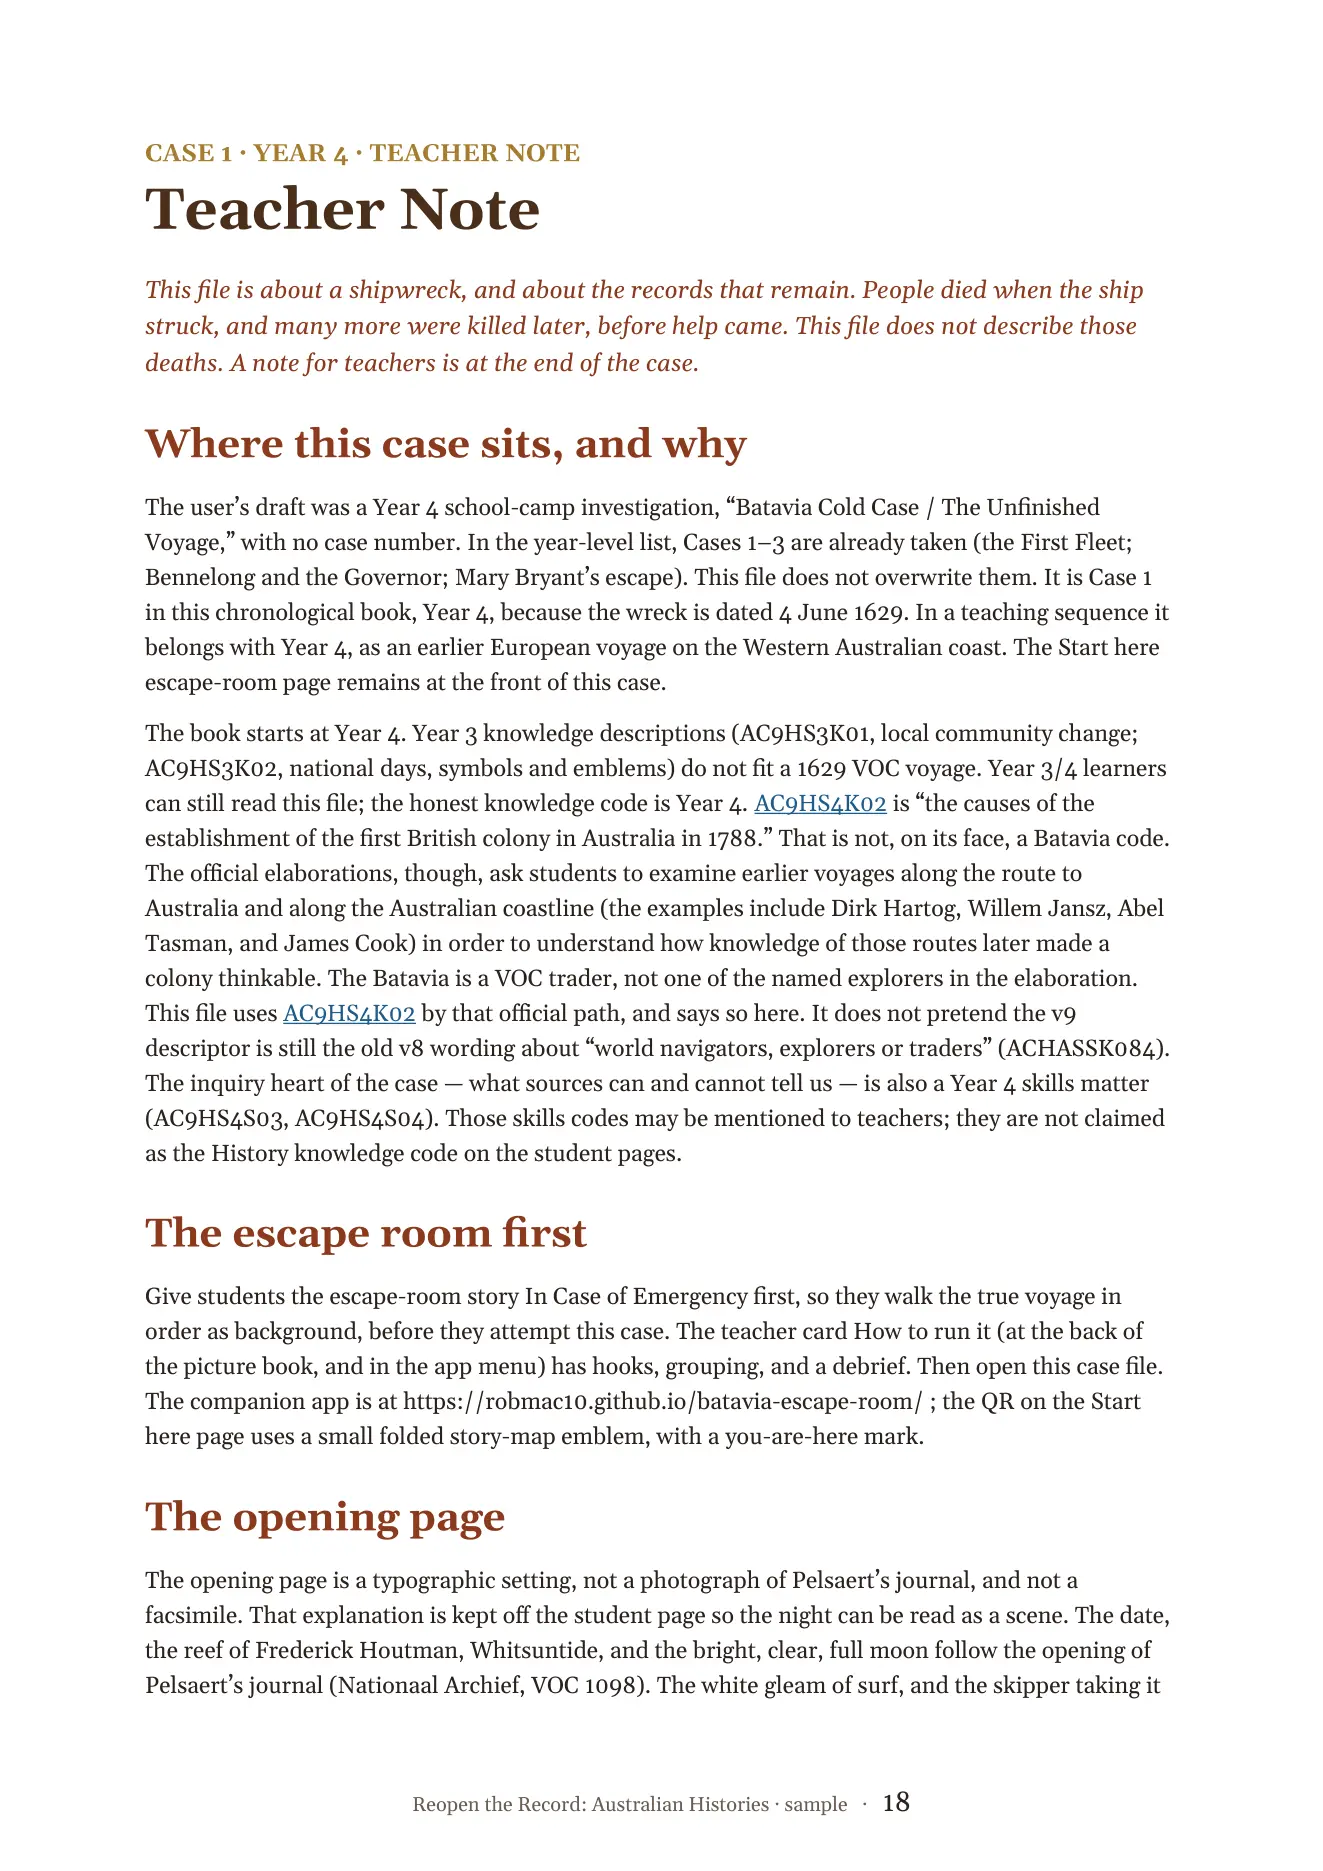 CASE 1 · YEAR 4 · TEACHER NOTE
Teacher Note
This file is about a shipwreck, and about the records that remain. People died when the ship
struck, and many more were killed later, before help came. This file does not describe those
deaths. A note for teachers is at the end of the case.
Where this case sits, and why
The user’s draft was a Year 4 school-camp investigation, “Batavia Cold Case / The Unfinished
Voyage,” with no case number. In the year-level list, Cases 1–3 are already taken (the First Fleet;
Bennelong and the Governor; Mary Bryant’s escape). This file does not overwrite them. It is Case 1
in this chronological book, Year 4, because the wreck is dated 4 June 1629. In a teaching sequence it
belongs with Year 4, as an earlier European voyage on the Western Australian coast. The Start here
escape-room page remains at the front of this case.
The book starts at Year 4. Year 3 knowledge descriptions (AC9HS3K01, local community change;
AC9HS3K02, national days, symbols and emblems) do not fit a 1629 VOC voyage. Year 3/4 learners
can still read this file; the honest knowledge code is Year 4. AC9HS4K02 is “the causes of the
establishment of the first British colony in Australia in 1788.” That is not, on its face, a Batavia code.
The official elaborations, though, ask students to examine earlier voyages along the route to
Australia and along the Australian coastline (the examples include Dirk Hartog, Willem Jansz, Abel
Tasman, and James Cook) in order to understand how knowledge of those routes later made a
colony thinkable. The Batavia is a VOC trader, not one of the named explorers in the elaboration.
This file uses AC9HS4K02 by that official path, and says so here. It does not pretend the v9
descriptor is still the old v8 wording about “world navigators, explorers or traders” (ACHASSK084).
The inquiry heart of the case — what sources can and cannot tell us — is also a Year 4 skills matter
(AC9HS4S03, AC9HS4S04). Those skills codes may be mentioned to teachers; they are not claimed
as the History knowledge code on the student pages.
The escape room first
Give students the escape-room story In Case of Emergency first, so they walk the true voyage in
order as background, before they attempt this case. The teacher card How to run it (at the back of
the picture book, and in the app menu) has hooks, grouping, and a debrief. Then open this case file.
The companion app is at https://robmac10.github.io/batavia-escape-room/ ; the QR on the Start
here page uses a small folded story-map emblem, with a you-are-here mark.
The opening page
The opening page is a typographic setting, not a photograph of Pelsaert’s journal, and not a
facsimile. That explanation is kept off the student page so the night can be read as a scene. The date,
the reef of Frederick Houtman, Whitsuntide, and the bright, clear, full moon follow the opening of
Pelsaert’s journal (Nationaal Archief, VOC 1098). The white gleam of surf, and the skipper taking it
Reopen the Record: Australian Histories · sample · 18